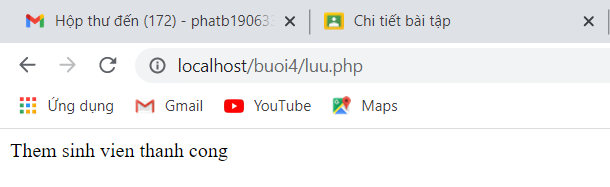 Hộp thư đến (172) - phatb19063
Chi tiết bài tập
localhost/buoi4/luu.php
Ứng dụng
Gmail
YouTube
Maps
Them sinh vien thanh cong